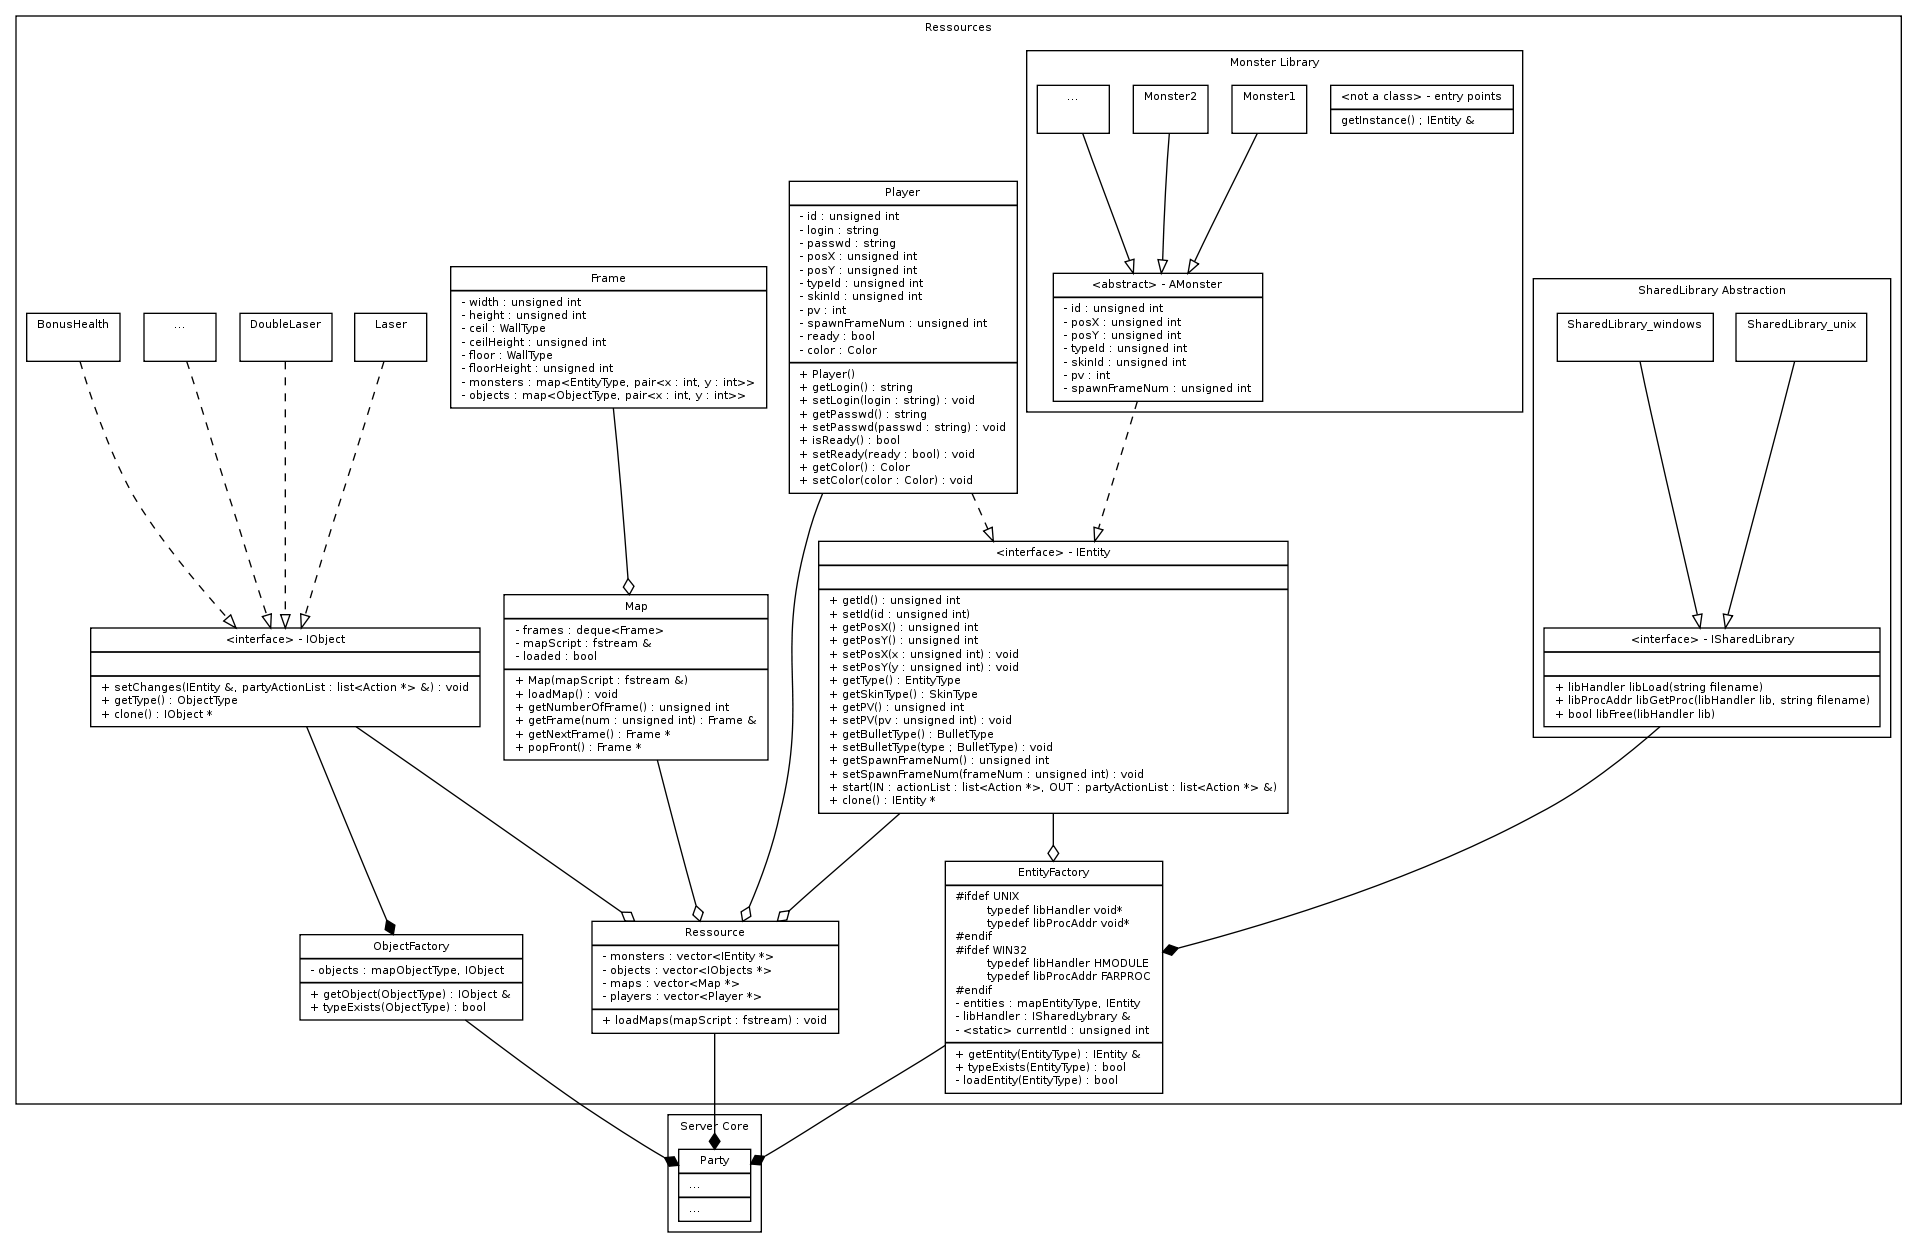 Ressources
Monster Library
...
Monster2
Monster1
<not a class> - entry points
getInstance() ; IEntity &
Player
- id : unsigned int
- login : string
- passwd : string
- posX : unsigned int
- posY : unsigned int
- typeId : unsigned int
- skinId : unsigned int
- pv : int
- spawnFrameNum : unsigned int
- ready : bool
- color : Color
+ Player()
+ getLogin() : string
+ setLogin(login : string) : void
+ getPasswd() : string
+ setPasswd(passwd : string) : void
+ isReady() : bool
+ setReady(ready : bool) : void
+ getColor() : Color
+ setColor(color : Color) : void
Frame
- width : unsigned int
- height : unsigned int
- ceil : WallType
- ceilHeight : unsigned int
- floor : WallType
- floorHeight : unsigned int
- monsters : map<EntityType, pair<x : int, y : int>>
- objects : map<ObjectType, pair<x : int, y : int>>
<abstract> - AMonster
- id : unsigned int
- posX : unsigned int
- posY : unsigned int
- typeId : unsigned int
- skinId : unsigned int
- pv : int
- spawnFrameNum : unsigned int
SharedLibrary Abstraction
SharedLibrary_windows
SharedLibrary_unix
BonusHealth
...
DoubleLaser
Laser
<interface> - IEntity
+ getId() : unsigned int
+ setId(id : unsigned int)
+ getPosX() : unsigned int
+ getPosY() : unsigned int
+ setPosX(x : unsigned int) : void
+ setPosY(y : unsigned int) : void
+ getType() : EntityType
+ getSkinType() : SkinType
+ getPV() : unsigned int
+ setPV(pv : unsigned int) : void
+ getBulletType() : BulletType
+ setBulletType(type ; BulletType) : void
+ getSpawnFrameNum() : unsigned int
+ setSpawnFrameNum(frameNum : unsigned int) : void
+ start(IN : actionList : list<Action *>, OUT : partyActionList : list<Action *> &)
+ clone() : IEntity *
Map
- frames : deque<Frame>
- mapScript : fstream &
- loaded : bool
+ Map(mapScript : fstream &)
+ loadMap() : void
+ getNumberOfFrame() : unsigned int
+ getFrame(num : unsigned int) : Frame &
+ getNextFrame() : Frame *
+ popFront() : Frame *
<interface> - IObject
+ setChanges(IEntity &, partyActionList : list<Action *> &) : void
+ getType() : ObjectType
+ clone() : IObject *
<interface> - ISharedLibrary
+ libHandler libLoad(string filename)
+ libProcAddr libGetProc(libHandler lib, string filename)
+ bool libFree(libHandler lib)
EntityFactory
#ifdef UNIX
typedef libHandler void*
typedef libProcAddr void*
#endif
#ifdef WIN32
typedef libHandler HMODULE
typedef libProcAddr FARPROC
#endif
- entities : mapEntityType, IEntity
- libHandler : ISharedLybrary &
- <static> currentId : unsigned int
+ getEntity(EntityType) : IEntity &
+ typeExists(EntityType) : bool
- loadEntity(EntityType) : bool
Ressource
- monsters : vector<IEntity *>
- objects : vector<IObjects *>
- maps : vector<Map *>
- players : vector<Player *>
+ loadMaps(mapScript : fstream) : void
ObjectFactory
- objects : mapObjectType, IObject
+ getObject(ObjectType) : IObject &
+ typeExists(ObjectType) : bool
Server Core
Party
...
...